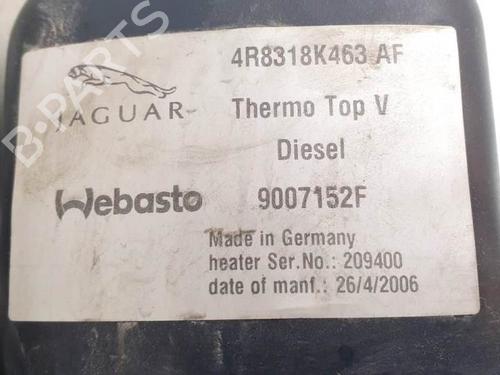 4R8318K463 AF
JAGUAR
Thermo Top V
Diesel
Webasto
9007152F
Made in Germany
heater Ser.No.: 209400
date of manf.: 26/4/2006
B-PARTS